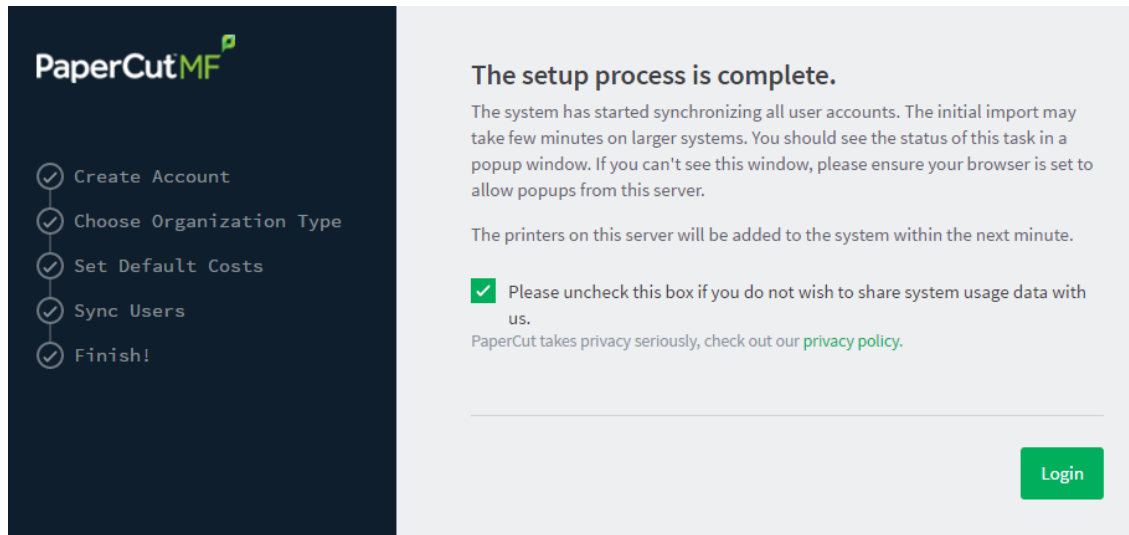 PaperCut MF
Create Account
Choose Organization Type
Set Default Costs
Sync Users
Finish!
The setup process is complete.
The system has started synchronizing all user accounts. The initial import may
take few minutes on larger systems. You should see the status of this task in a
popup window. If you can't see this window, please ensure your browser is set to
allow popups from this server.
The printers on this server will be added to the system within the next minute.
Please uncheck this box if you do not wish to share system usage data with
us.
PaperCut takes privacy seriously, check out our privacy policy.
Login